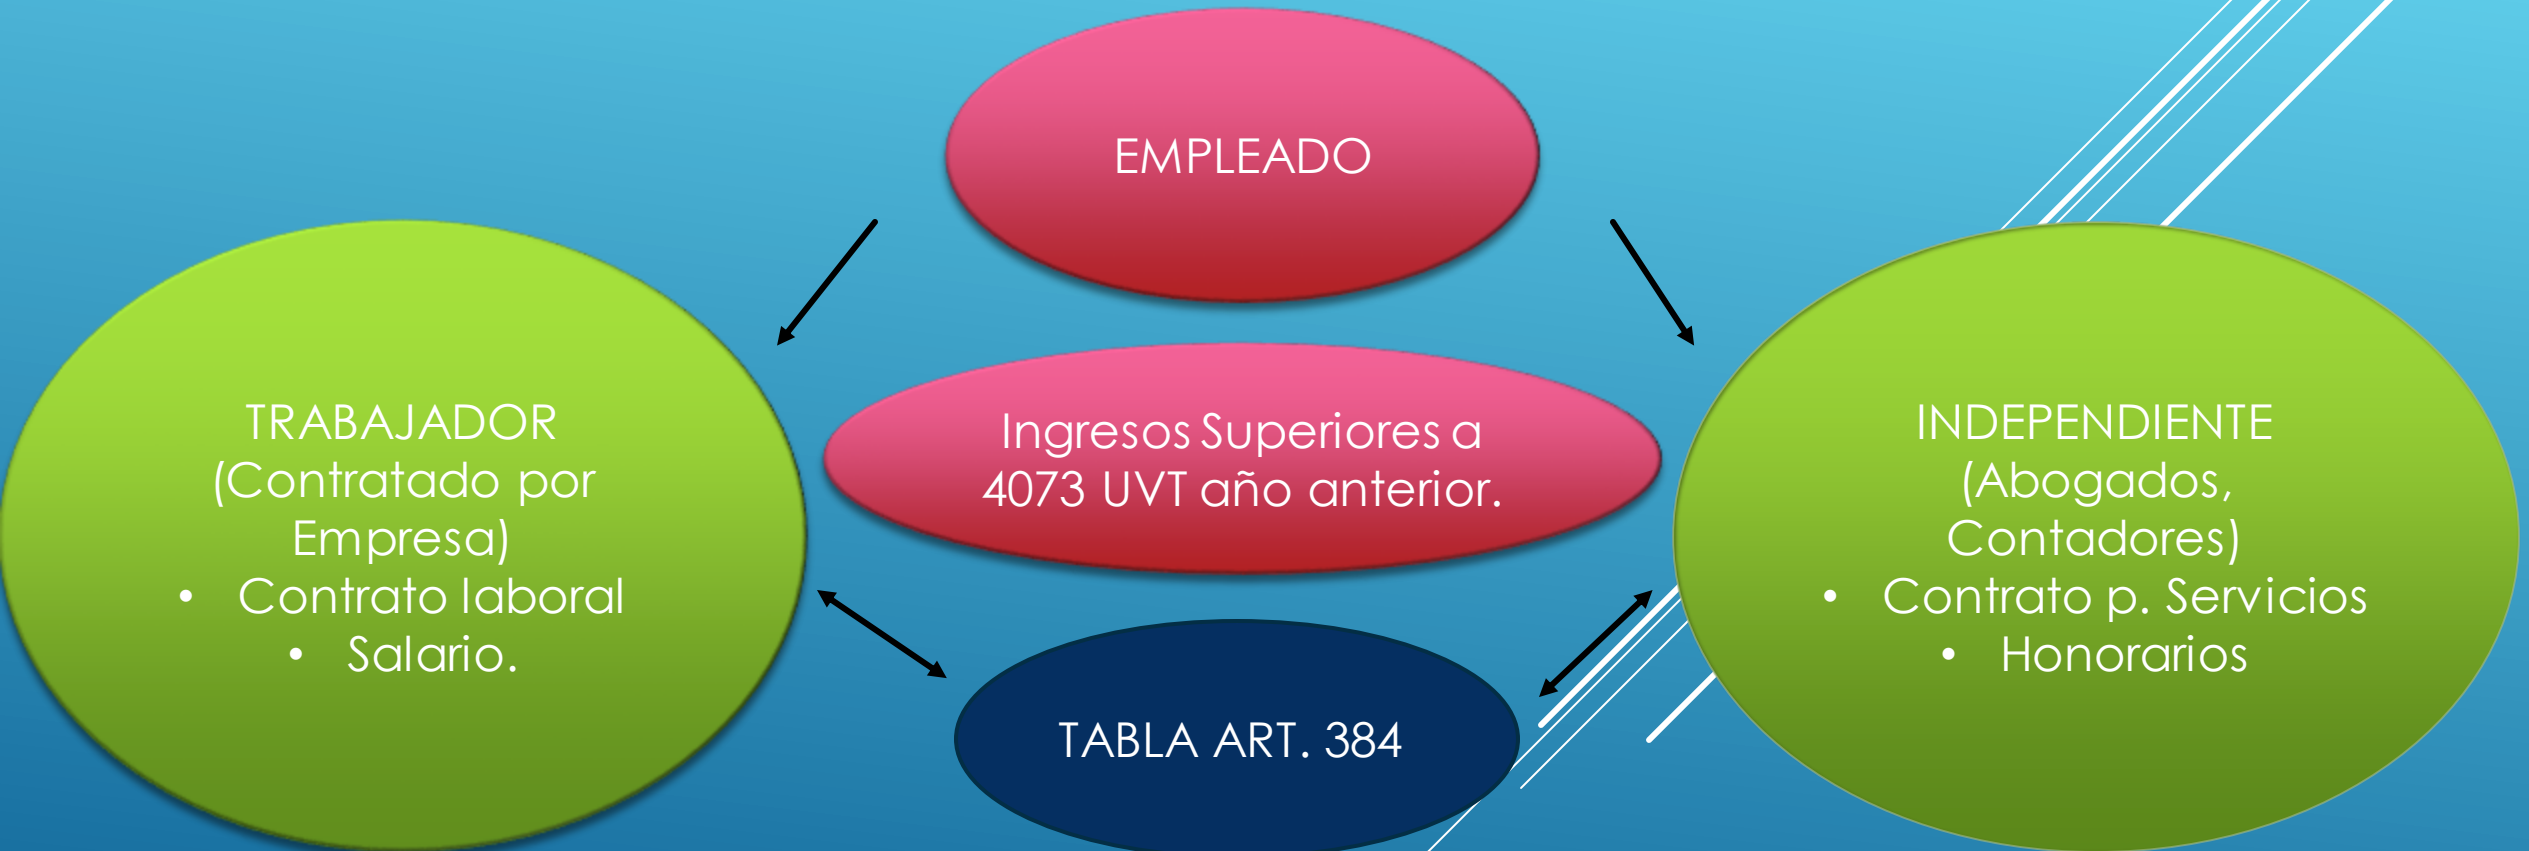 EMPLEADO
TRABAJADOR
(Contratado por
Empresa)
• Contrato laboral
• Salario.
Ingresos Superiores a
4073 UVT año anterior.
INDEPENDIENTE
(Abogados,
Contadores)
• Contrato p. Servicios
• Honorarios
TABLA ART. 384